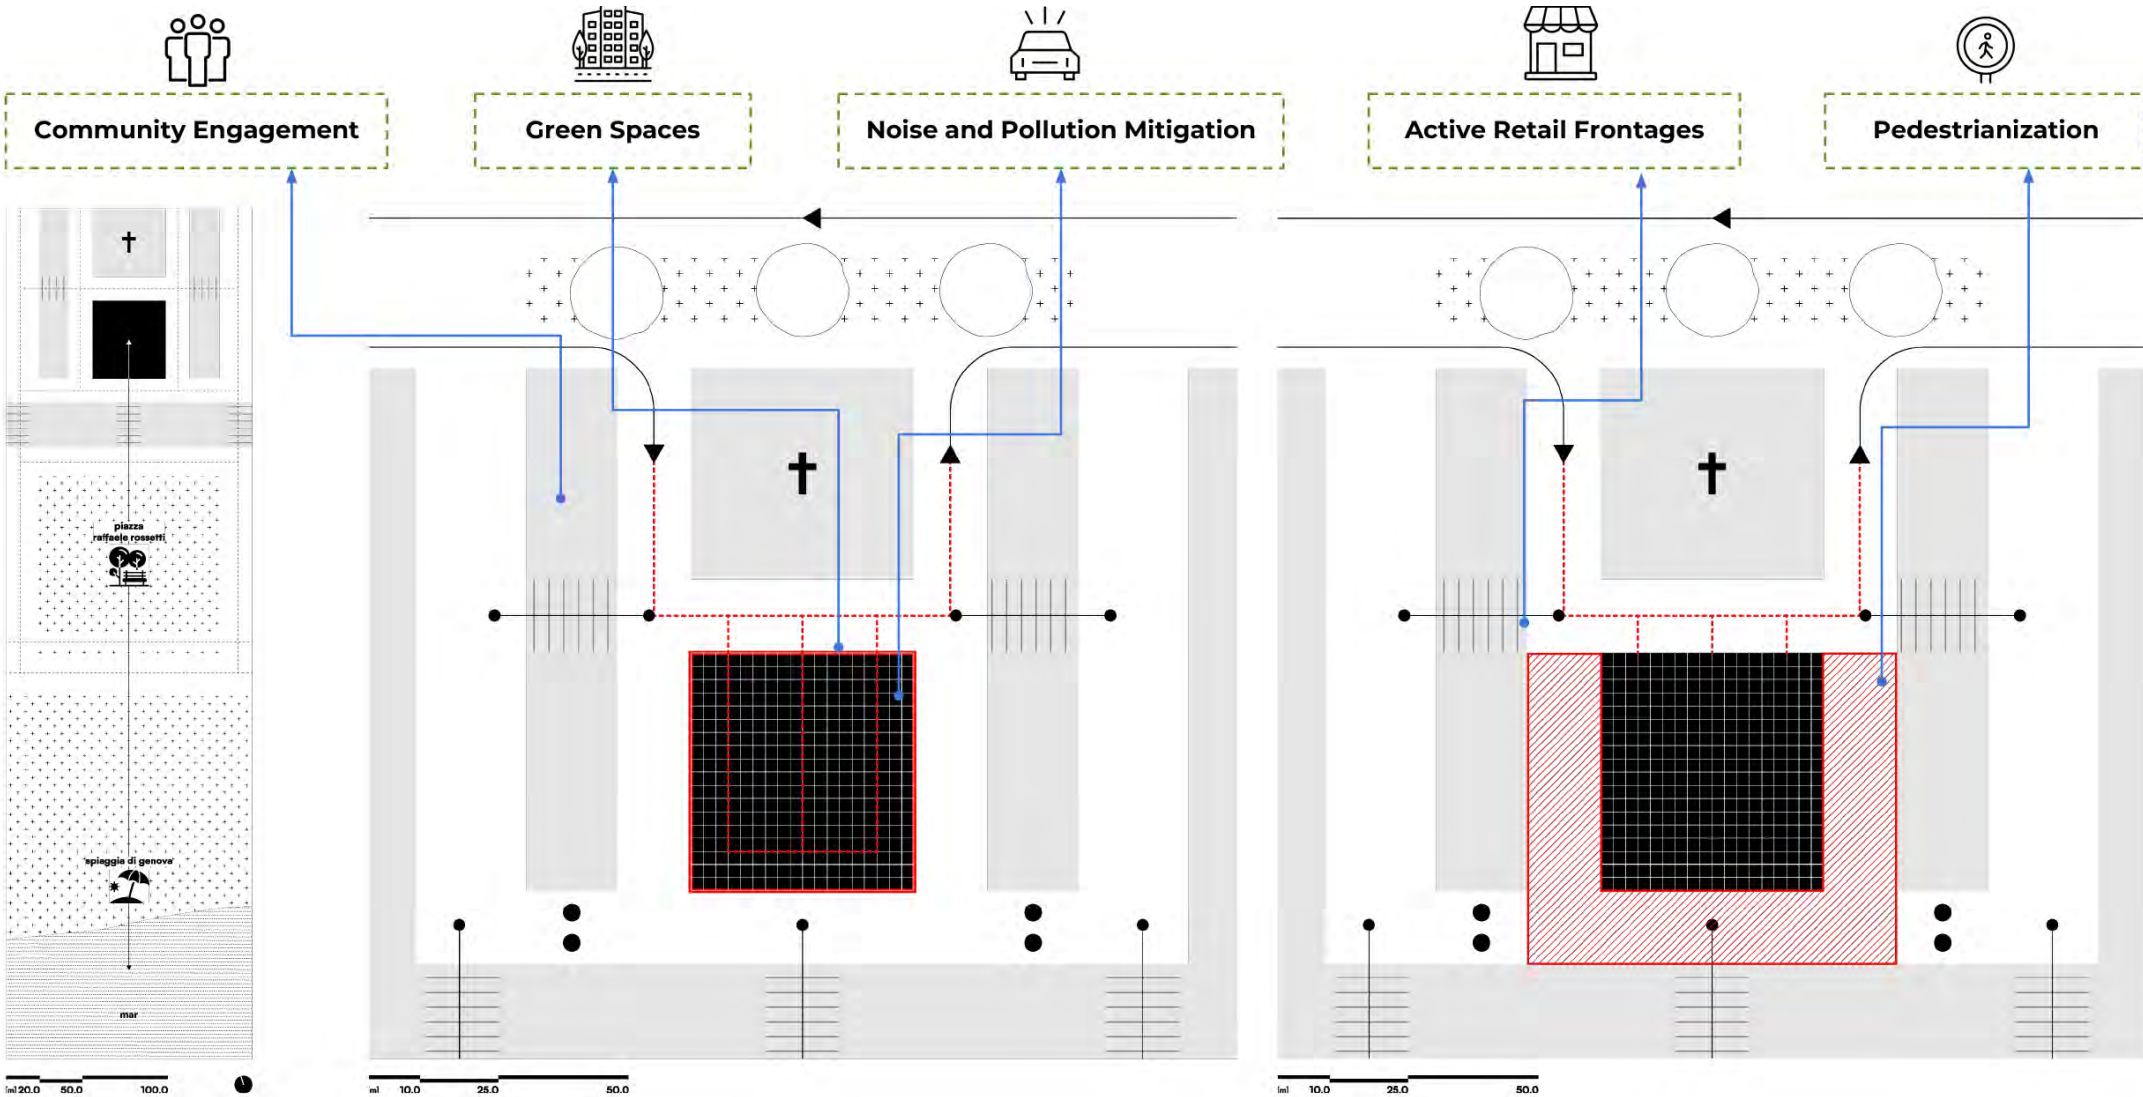 Community Engagement
Green Spaces
Noise and Pollution Mitigation
Active Retail Frontages
Pedestrianization
piazza
raffaele rossetti
spiaggia di genova
mar
[m] 20.0 50.0 100.0
[m] 10.0 25.0 50.0
[m] 10.0 25.0 50.0